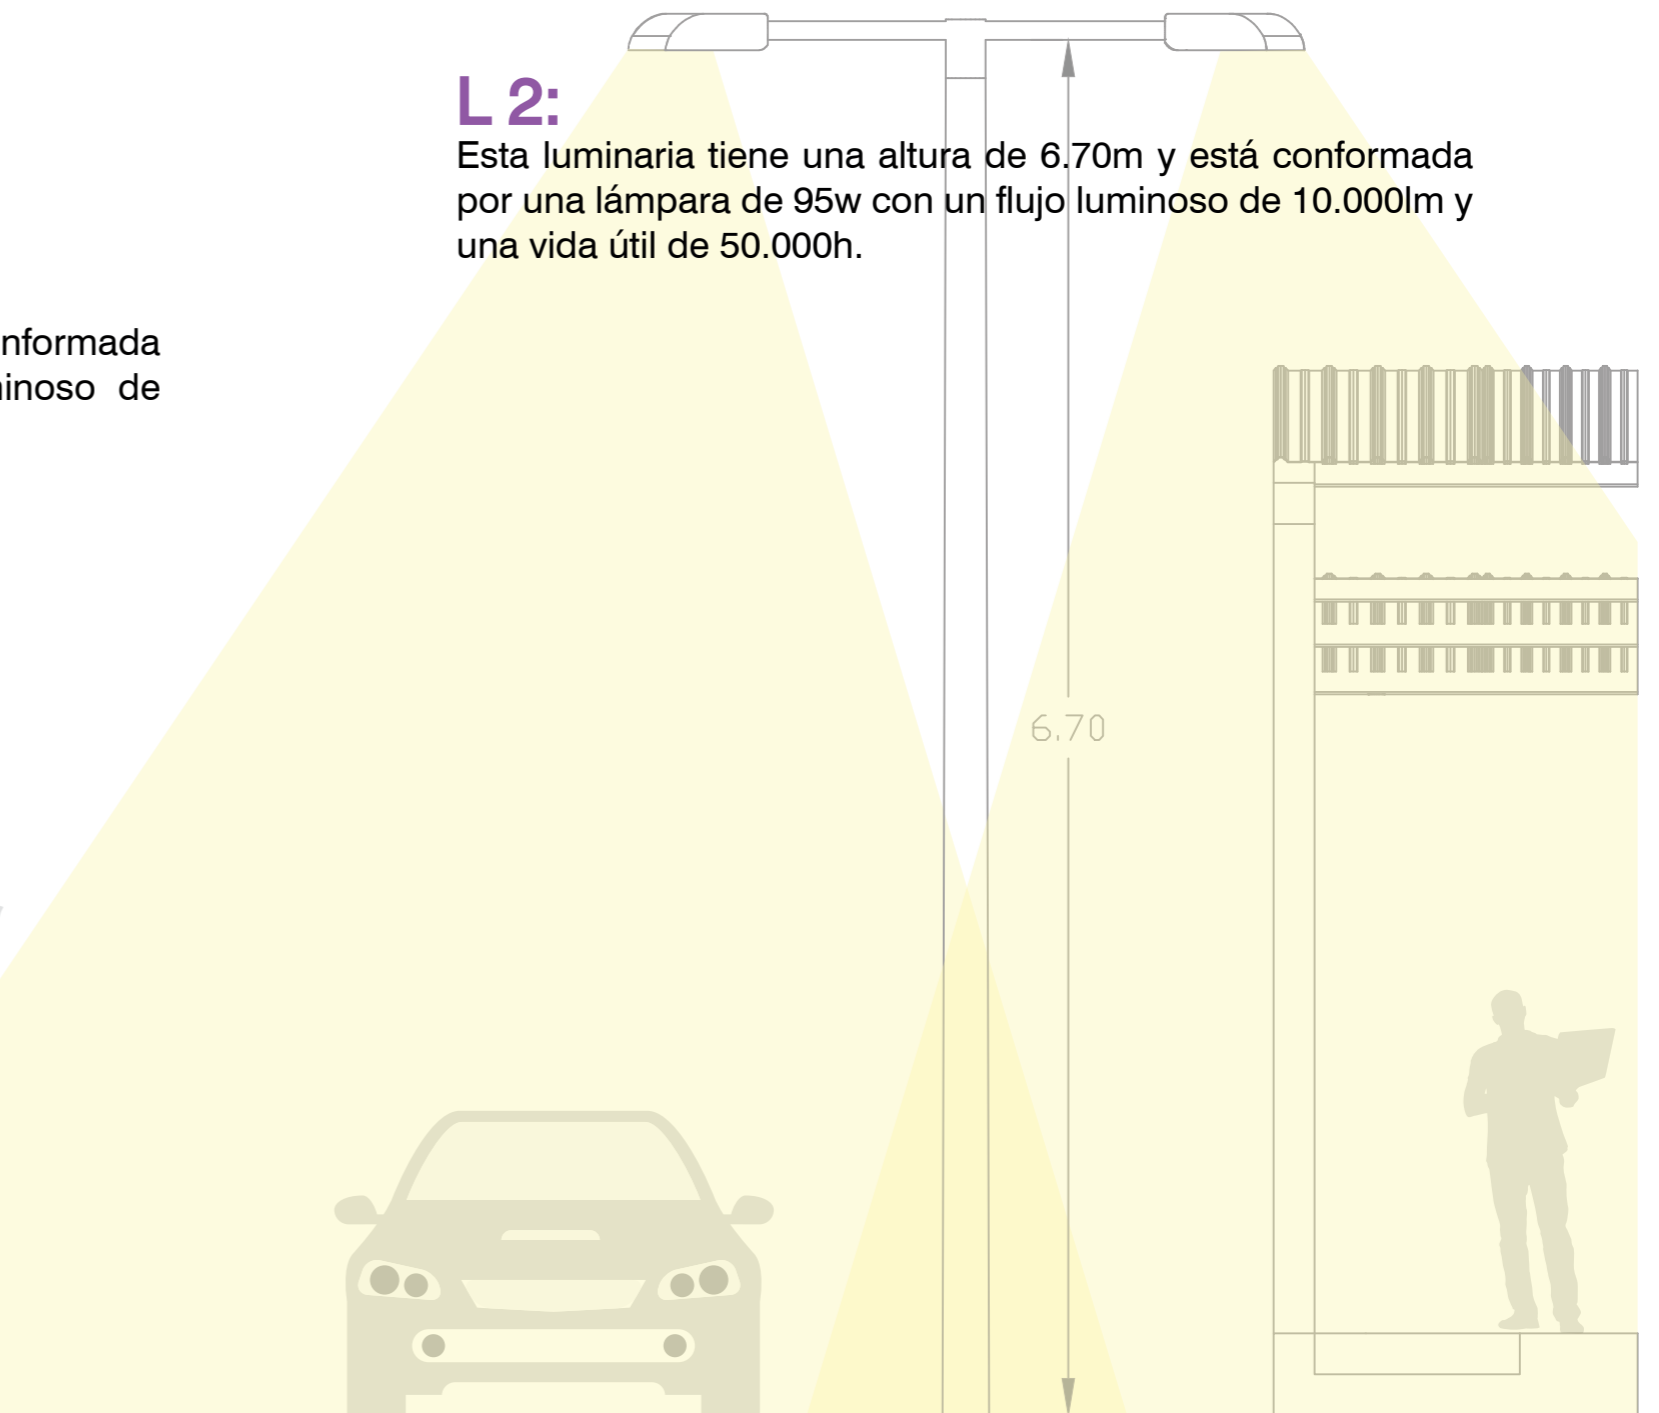 L 2:
Esta luminaria tiene una altura de 6.70m y está conformada
por una lámpara de 95w con un flujo luminoso de 10.000lm y
una vida útil de 50.000h.
nformada
inoso de
6.70